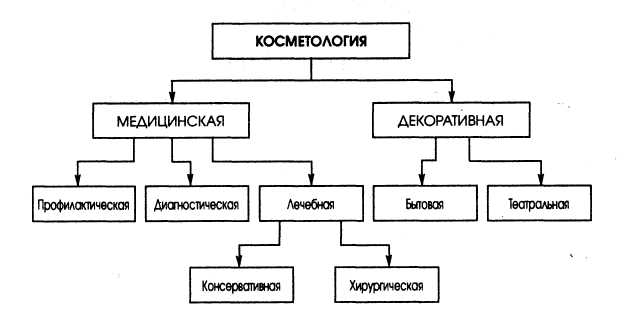 КОСМЕТОЛОГИЯ
МЕДИЦИНСКАЯ
ДЕКОРАТИВНАЯ
Профилактическая
Диагностическая
Лечебная
Бытовая
Театральная
Консервативная
Хирургическая